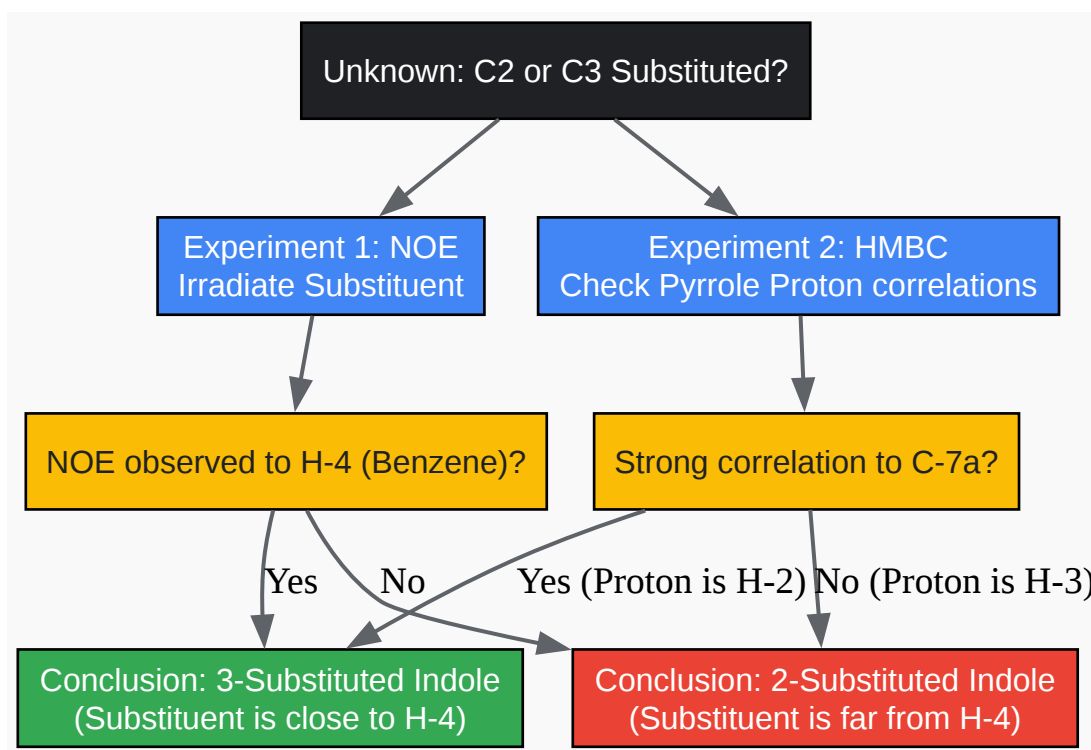 Unknown: C2 or C3 Substituted?
Experiment 1: NOE
Irradiate Substituent
Experiment 2: HMBC
Check Pyrrole Proton correlations
NOE observed to H-4 (Benzene)?
Strong correlation to C-7a?
Yes
No
Yes (Proton is H-2)
No (Proton is H-3)
Conclusion: 3-Substituted Indole
(Substituent is close to H-4)
Conclusion: 2-Substituted Indole
(Substituent is far from H-4)